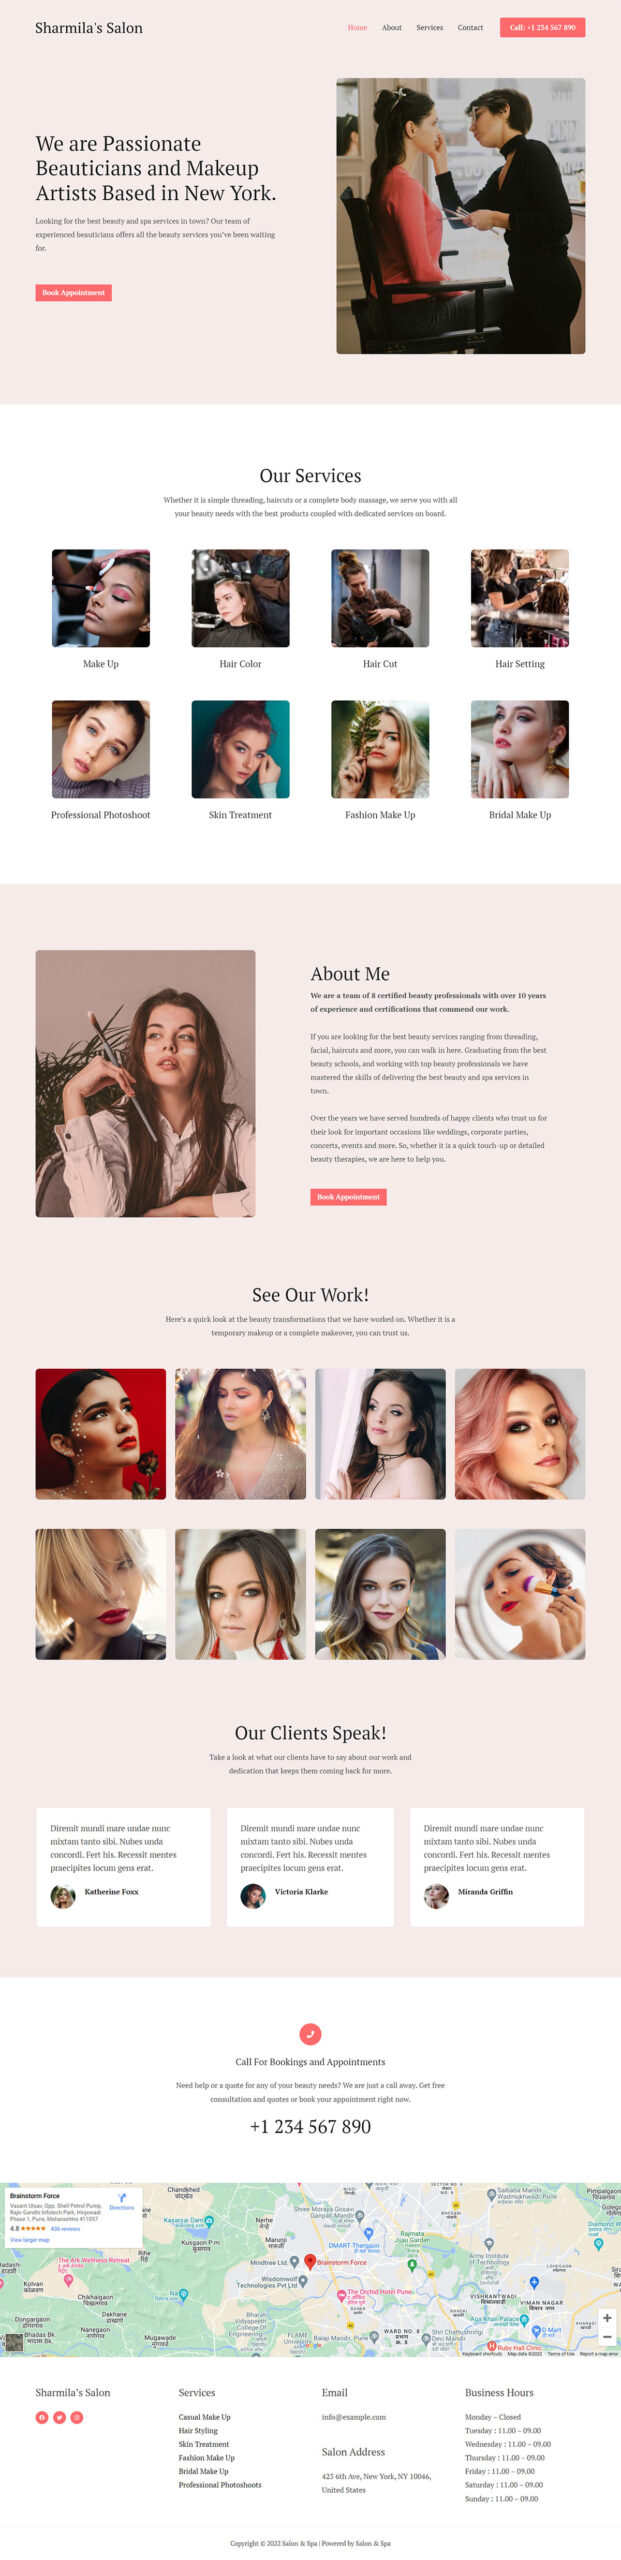 Sharmila's Salon
Home About Services Contact Call: +1 234 567 890
We are Passionate
Beauticians and Makeup
Artists Based in New York.
Looking for the best beauty and spa services in town? Our team of
experienced beauticians offers all the beauty services you've been waiting
for.
Book Appointment
Our Services
Whether it is simple threading, haircuts or a complete body massage, we serve you with all
your beauty needs with the best products coupled with dedicated services on board.
Make Up
Hair Color
Hair Cut
Hair Setting
Professional Photoshoot
Skin Treatment
Fashion Make Up
Bridal Make Up
About Me
We are a team of 8 certified beauty professionals with over 10 years
of experience and certifications that commend our work.
If you are looking for the best beauty services ranging from threading,
facial, haircuts and more, you can walk in here. Graduating from the best
beauty schools, and working with top beauty professionals we have
mastered the skills of delivering the best beauty and spa services in
town.
Over the years we have served hundreds of happy clients who trust us for
their look for important occasions like weddings, corporate parties,
concerts, events and more. So, whether it is a quick touch-up or detailed
beauty therapies, we are here to help you.
Book Appointment
See Our Work!
Here's a quick look at the beauty transformations that we have worked on. Whether it is a
temporary makeup or a complete makeover, you can trust us.
Our Clients Speak!
Take a look at what our clients have to say about our work and
dedication that keeps them coming back for more.
Diremit mundi mare undae nunc
mixtam tanto sibi. Nubes unda
concordi. Fert his. Recessit mentes
praecipites locum gens erat.
Katherine Foxx
Diremit mundi mare undae nunc
mixtam tanto sibi. Nubes unda
concordi. Fert his. Recessit mentes
praecipites locum gens erat.
Victoria Klarke
Diremit mundi mare undae nunc
mixtam tanto sibi. Nubes unda
concordi. Fert his. Recessit mentes
praecipites locum gens erat.
Miranda Griffin
Call For Bookings and Appointments
Need help or a quote for any of your beauty needs? We are just a call away. Get free
consultation and quotes or book your appointment right now.
+1 234 567 890
Brainstorm Force
Vasant Utsav, Opp. Shell Petrol Pump,
Rajiv Gandhi Infotech Park, Hinjewadi
Phase 1, Pune, Maharashtra 411057
4.8 ★★★★★ 436 reviews
View larger map
Directions
Chandkhed
चांदखेड
Kasarsai Dam
Kusgaon P.m.
कुसगाव
Nerhe
नेरहे
Marunji
मारुंजी
Shree Moraya Gosavi
Ganpati Mandir
DMART Thergaon
Rajmata
Jijau Garden
Saibaba Mandir,
Wadmukhwadi, Pune
Pimpalgaon
BHOSARI
भोसरी
DIGHI
दिघी
Diamond W
Mindtree Ltd.
Wisdomwolf
Technologies Pvt Ltd
Brainstorm Force
The Orchid Hotel Pune
BANER
Army Institute
of Technology
VISHRANTWADI
VIMAN NAGAR
Aga Khan Palace
D Mart
Ruby Hall Clinic
KHARADI
LOHEGAON
The Ark Wellness Retreat
Rihe
रिहे
Kolvan
कोळवण
Chikhalgaon
चिखलगाव
Dakhane
Dongargaon
डोंगरगाव
Nanegaon
नाणेगाव
Mugawade
Bharati
Vidyapeeth
College Of
Engineering
FLAME
University
Balaji Mandir
WARD NO. 8
Shri Chattushrungi
Devi Mandir
Google
Keyboard shortcuts Map data ©2022 Terms of Use Report a map error
Sharmila's Salon
Services
Casual Make Up
Hair Styling
Skin Treatment
Fashion Make Up
Bridal Make Up
Professional Photoshoots
Email
info@example.com
Salon Address
425 6th Ave, New York, NY 10046,
United States
Business Hours
Monday – Closed
Tuesday : 11.00 – 09.00
Wednesday : 11.00 – 09.00
Thursday : 11.00 – 09.00
Friday : 11.00 – 09.00
Saturday : 11.00 – 09.00
Sunday : 11.00 – 09.00
Copyright © 2022 Salon & Spa | Powered by Salon & Spa